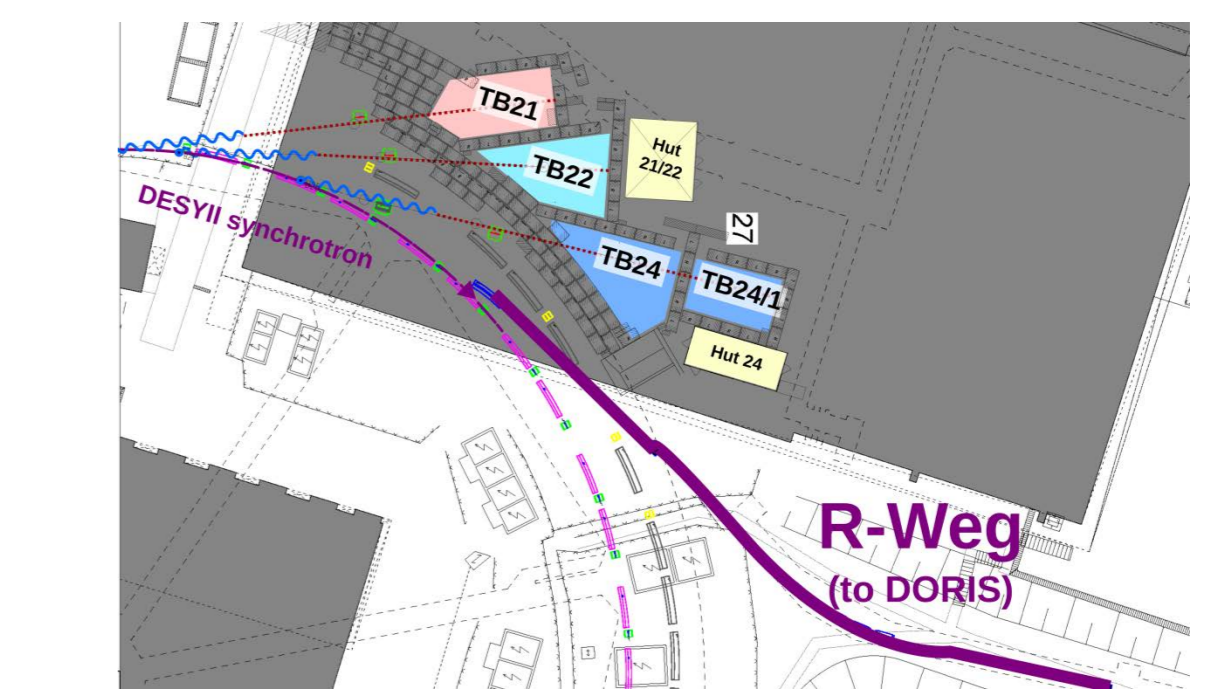 TB21
Hut
21/22
TB22
DESYII synchrotron
27
TB24
TB24/1
Hut 24
R-Weg
(to DORIS)